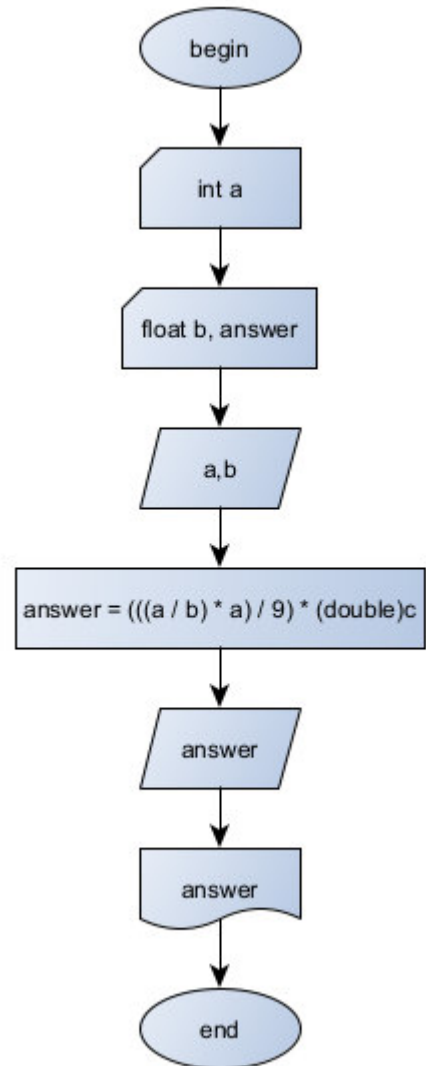 begin
int a
float b, answer
a,b
answer = (((a / b) * a) / 9) * (double)c
answer
answer
end